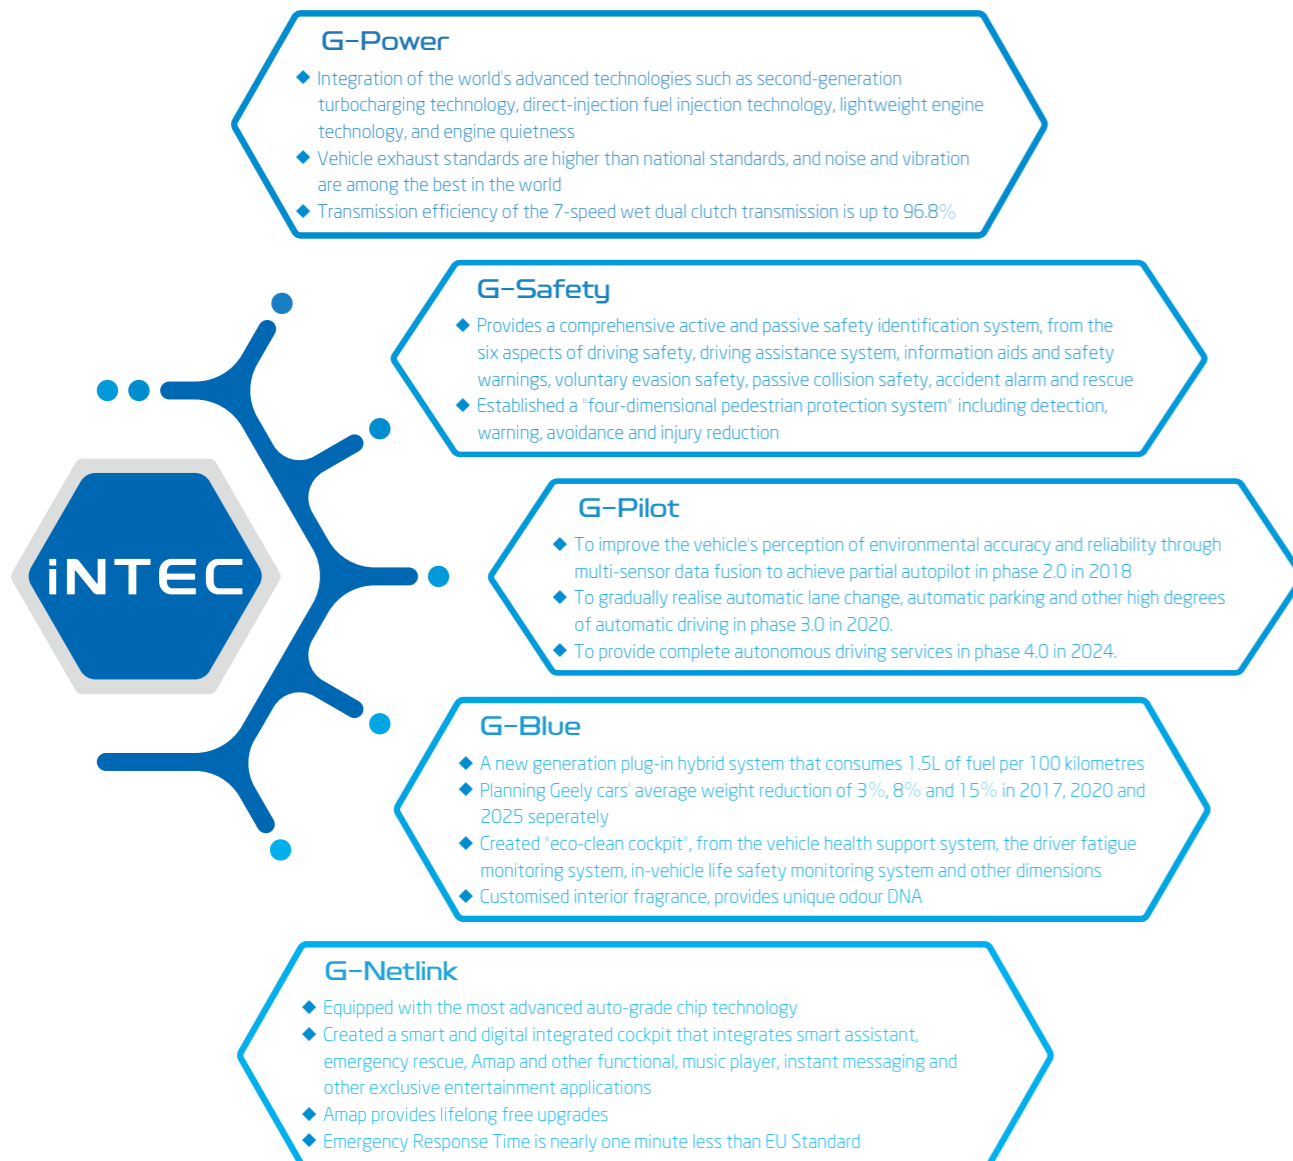 G-Power
◆ Integration of the world's advanced technologies such as second-generation
turbocharging technology, direct-injection fuel injection technology, lightweight engine
technology, and engine quietness
◆ Vehicle exhaust standards are higher than national standards, and noise and vibration
are among the best in the world
◆ Transmission efficiency of the 7-speed wet dual clutch transmission is up to 96.8%
G-Safety
◆ Provides a comprehensive active and passive safety identification system, from the
six aspects of driving safety, driving assistance system, information aids and safety
warnings, voluntary evasion safety, passive collision safety, accident alarm and rescue
◆ Established a "four-dimensional pedestrian protection system" including detection,
warning, avoidance and injury reduction
iNTEC
G-Pilot
◆ To improve the vehicle's perception of environmental accuracy and reliability through
multi-sensor data fusion to achieve partial autopilot in phase 2.0 in 2018
◆ To gradually realise automatic lane change, automatic parking and other high degrees
of automatic driving in phase 3.0 in 2020.
◆ To provide complete autonomous driving services in phase 4.0 in 2024.
G-Blue
◆ A new generation plug-in hybrid system that consumes 1.5L of fuel per 100 kilometres
◆ Planning Geely cars' average weight reduction of 3%, 8% and 15% in 2017, 2020 and
2025 seperately
◆ Created "eco-clean cockpit", from the vehicle health support system, the driver fatigue
monitoring system, in-vehicle life safety monitoring system and other dimensions
◆ Customised interior fragrance, provides unique odour DNA
G-Netlink
◆ Equipped with the most advanced auto-grade chip technology
◆ Created a smart and digital integrated cockpit that integrates smart assistant,
emergency rescue, Amap and other functional, music player, instant messaging and
other exclusive entertainment applications
◆ Amap provides lifelong free upgrades
◆ Emergency Response Time is nearly one minute less than EU Standard